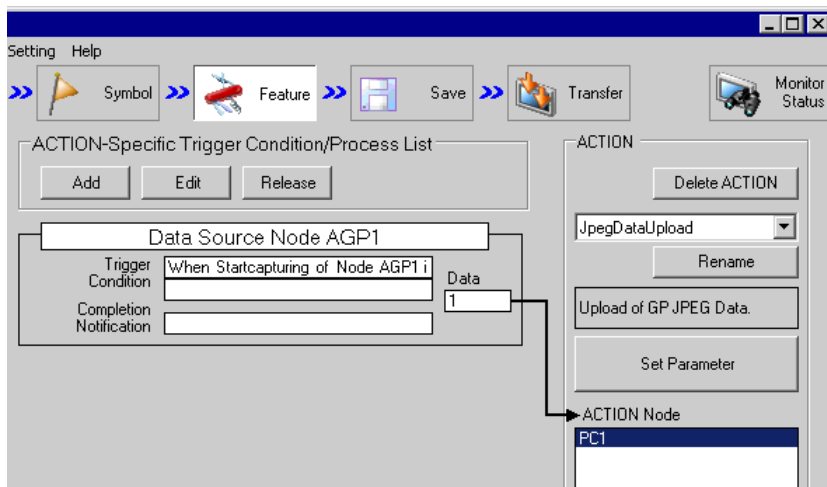 Setting Help
Symbol Feature Save Transfer Monitor Status
ACTION-Specific Trigger Condition/Process List
Add Edit Release
Data Source Node AGP1
Trigger Condition When Startcapturing of Node AGP1 i
Data
1
Completion Notification
ACTION
Delete ACTION
JpegDataUpload
Rename
Upload of GP JPEG Data.
Set Parameter
ACTION Node
PC1